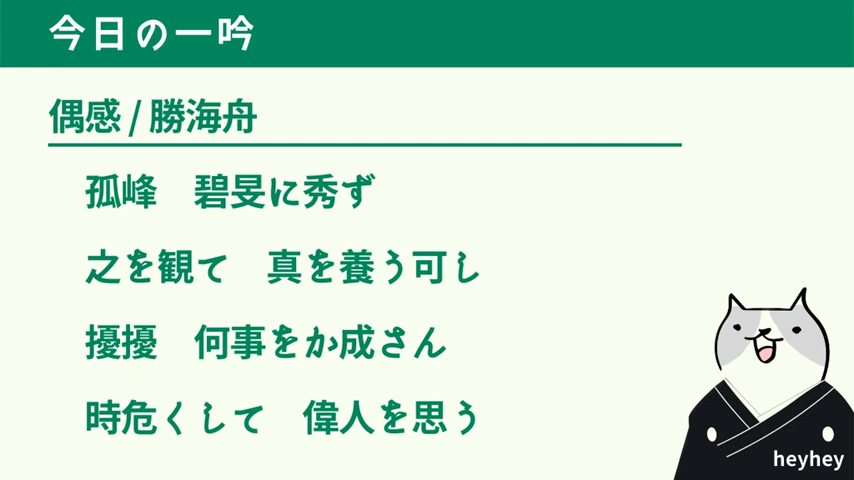 今日の一吟
偶感 / 勝海舟
孤峰　碧旻に秀ず
之を観て　真を養う可し
擾擾　何事をか成さん
時危くして　偉人を思う
heyhey